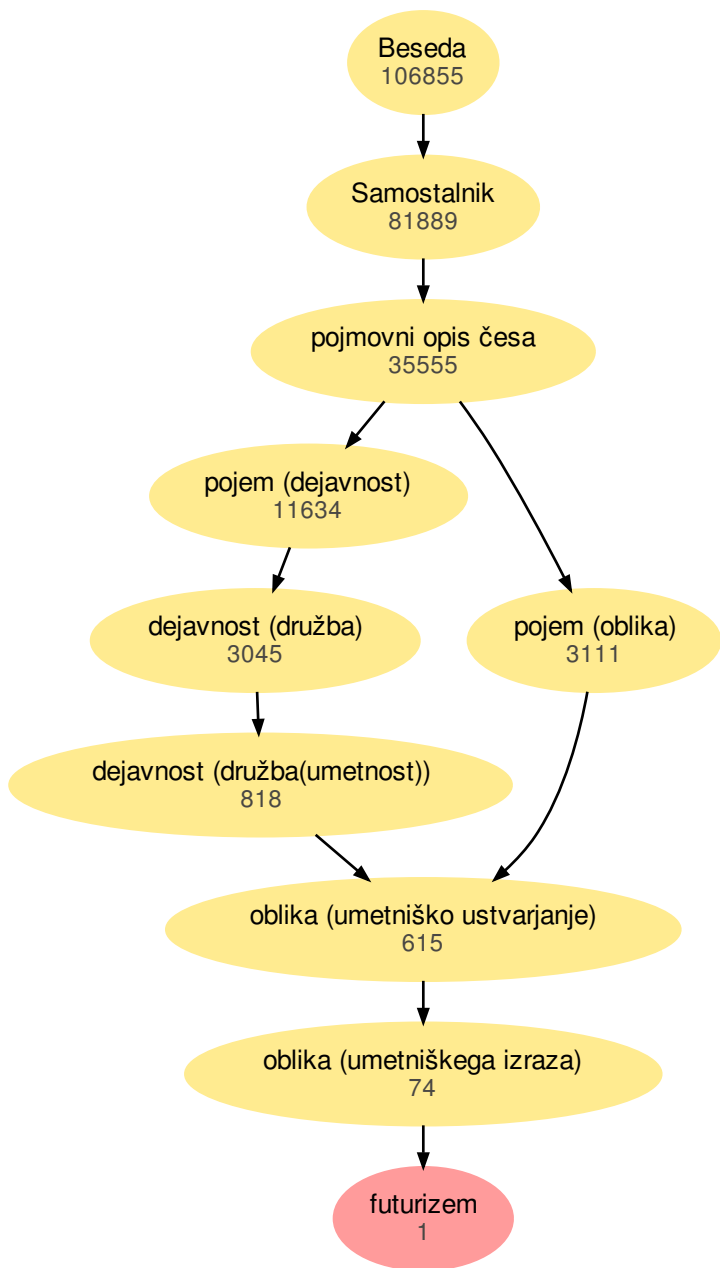 Beseda
106855
Samostalnik
81889
pojmovni opis česa
35555
pojem (dejavnost)
11634
dejavnost (družba)
3045
pojem (oblika)
3111
dejavnost (družba(umetnost))
818
oblika (umetniško ustvarjanje)
615
oblika (umetniškega izraza)
74
futurizem
1